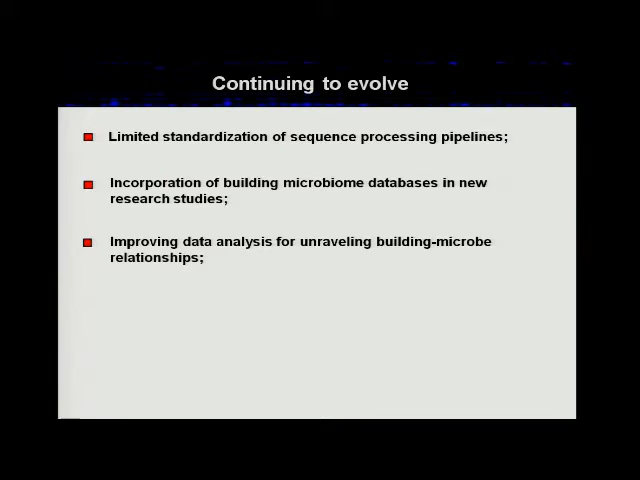 Continuing to evolve
Limited standardization of sequence processing pipelines;
Incorporation of building microbiome databases in new
research studies;
Improving data analysis for unraveling building-microbe
relationships;